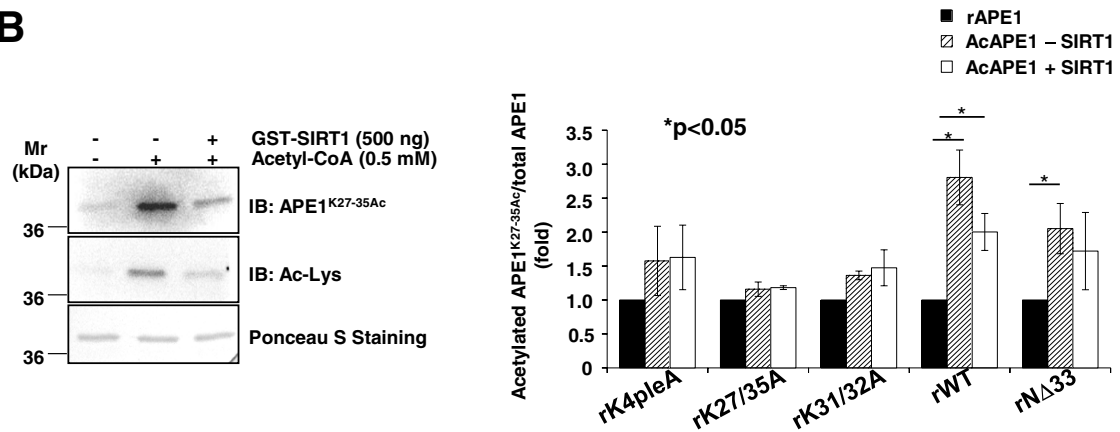 B
Mr
(kDa)
- - + GST-SIRT1 (500 ng)
- + + Acetyl-CoA (0.5 mM)
36
IB: APE1K27-35Ac
36
IB: Ac-Lys
36
Ponceau S Staining
rAPE1
AcAPE1 – SIRT1
AcAPE1 + SIRT1
Acetylated APE1K27-35Ac/total APE1
(fold)
*p<0.05
3.5
3.0
2.5
2.0
1.5
1.0
0.5
0
* 
*
*
rK4pleA
rK27/35A
rK31/32A
rWT
rNΔ33